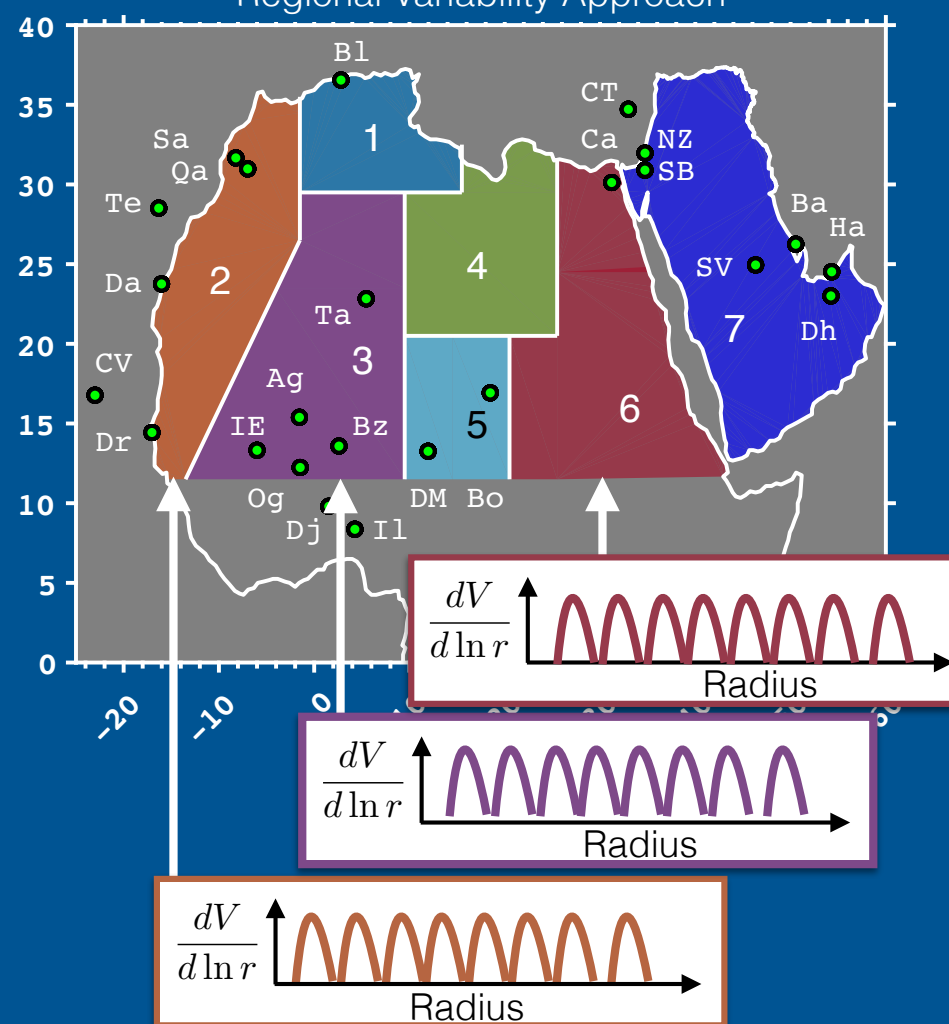 Regional Variability Approach
40
Bl
35
CT
1
Sa
Ca
NZ
Qa
SB
30
Te
Ba
Ha
25
Da
2
4
SV
Ta
7
Dh
20
3
CV
Ag
6
15
IE
Bz
5
Dr
10
Og
DM
Bo
Dj
Il
5
0
-20
-10
0
dV
d ln r
Radius
dV
d ln r
Radius
dV
d ln r
Radius